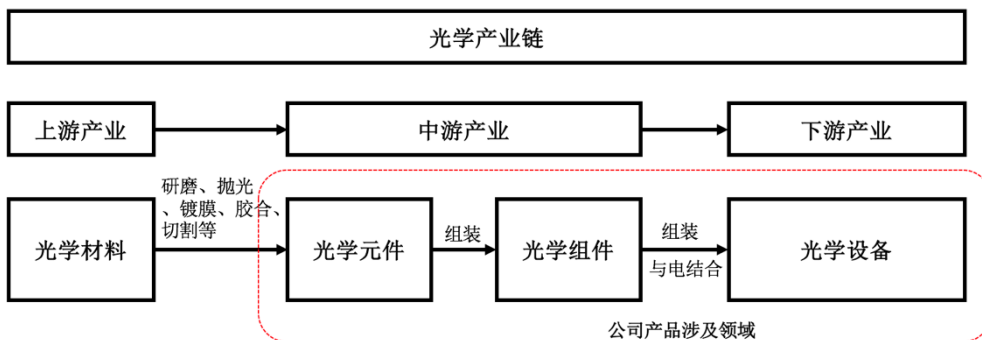 光学产业链
上游产业
中游产业
下游产业
研磨、抛光
、镀膜、胶合、
切割等
光学材料
光学元件
组装
光学组件
组装
与电结合
光学设备
公司产品涉及领域